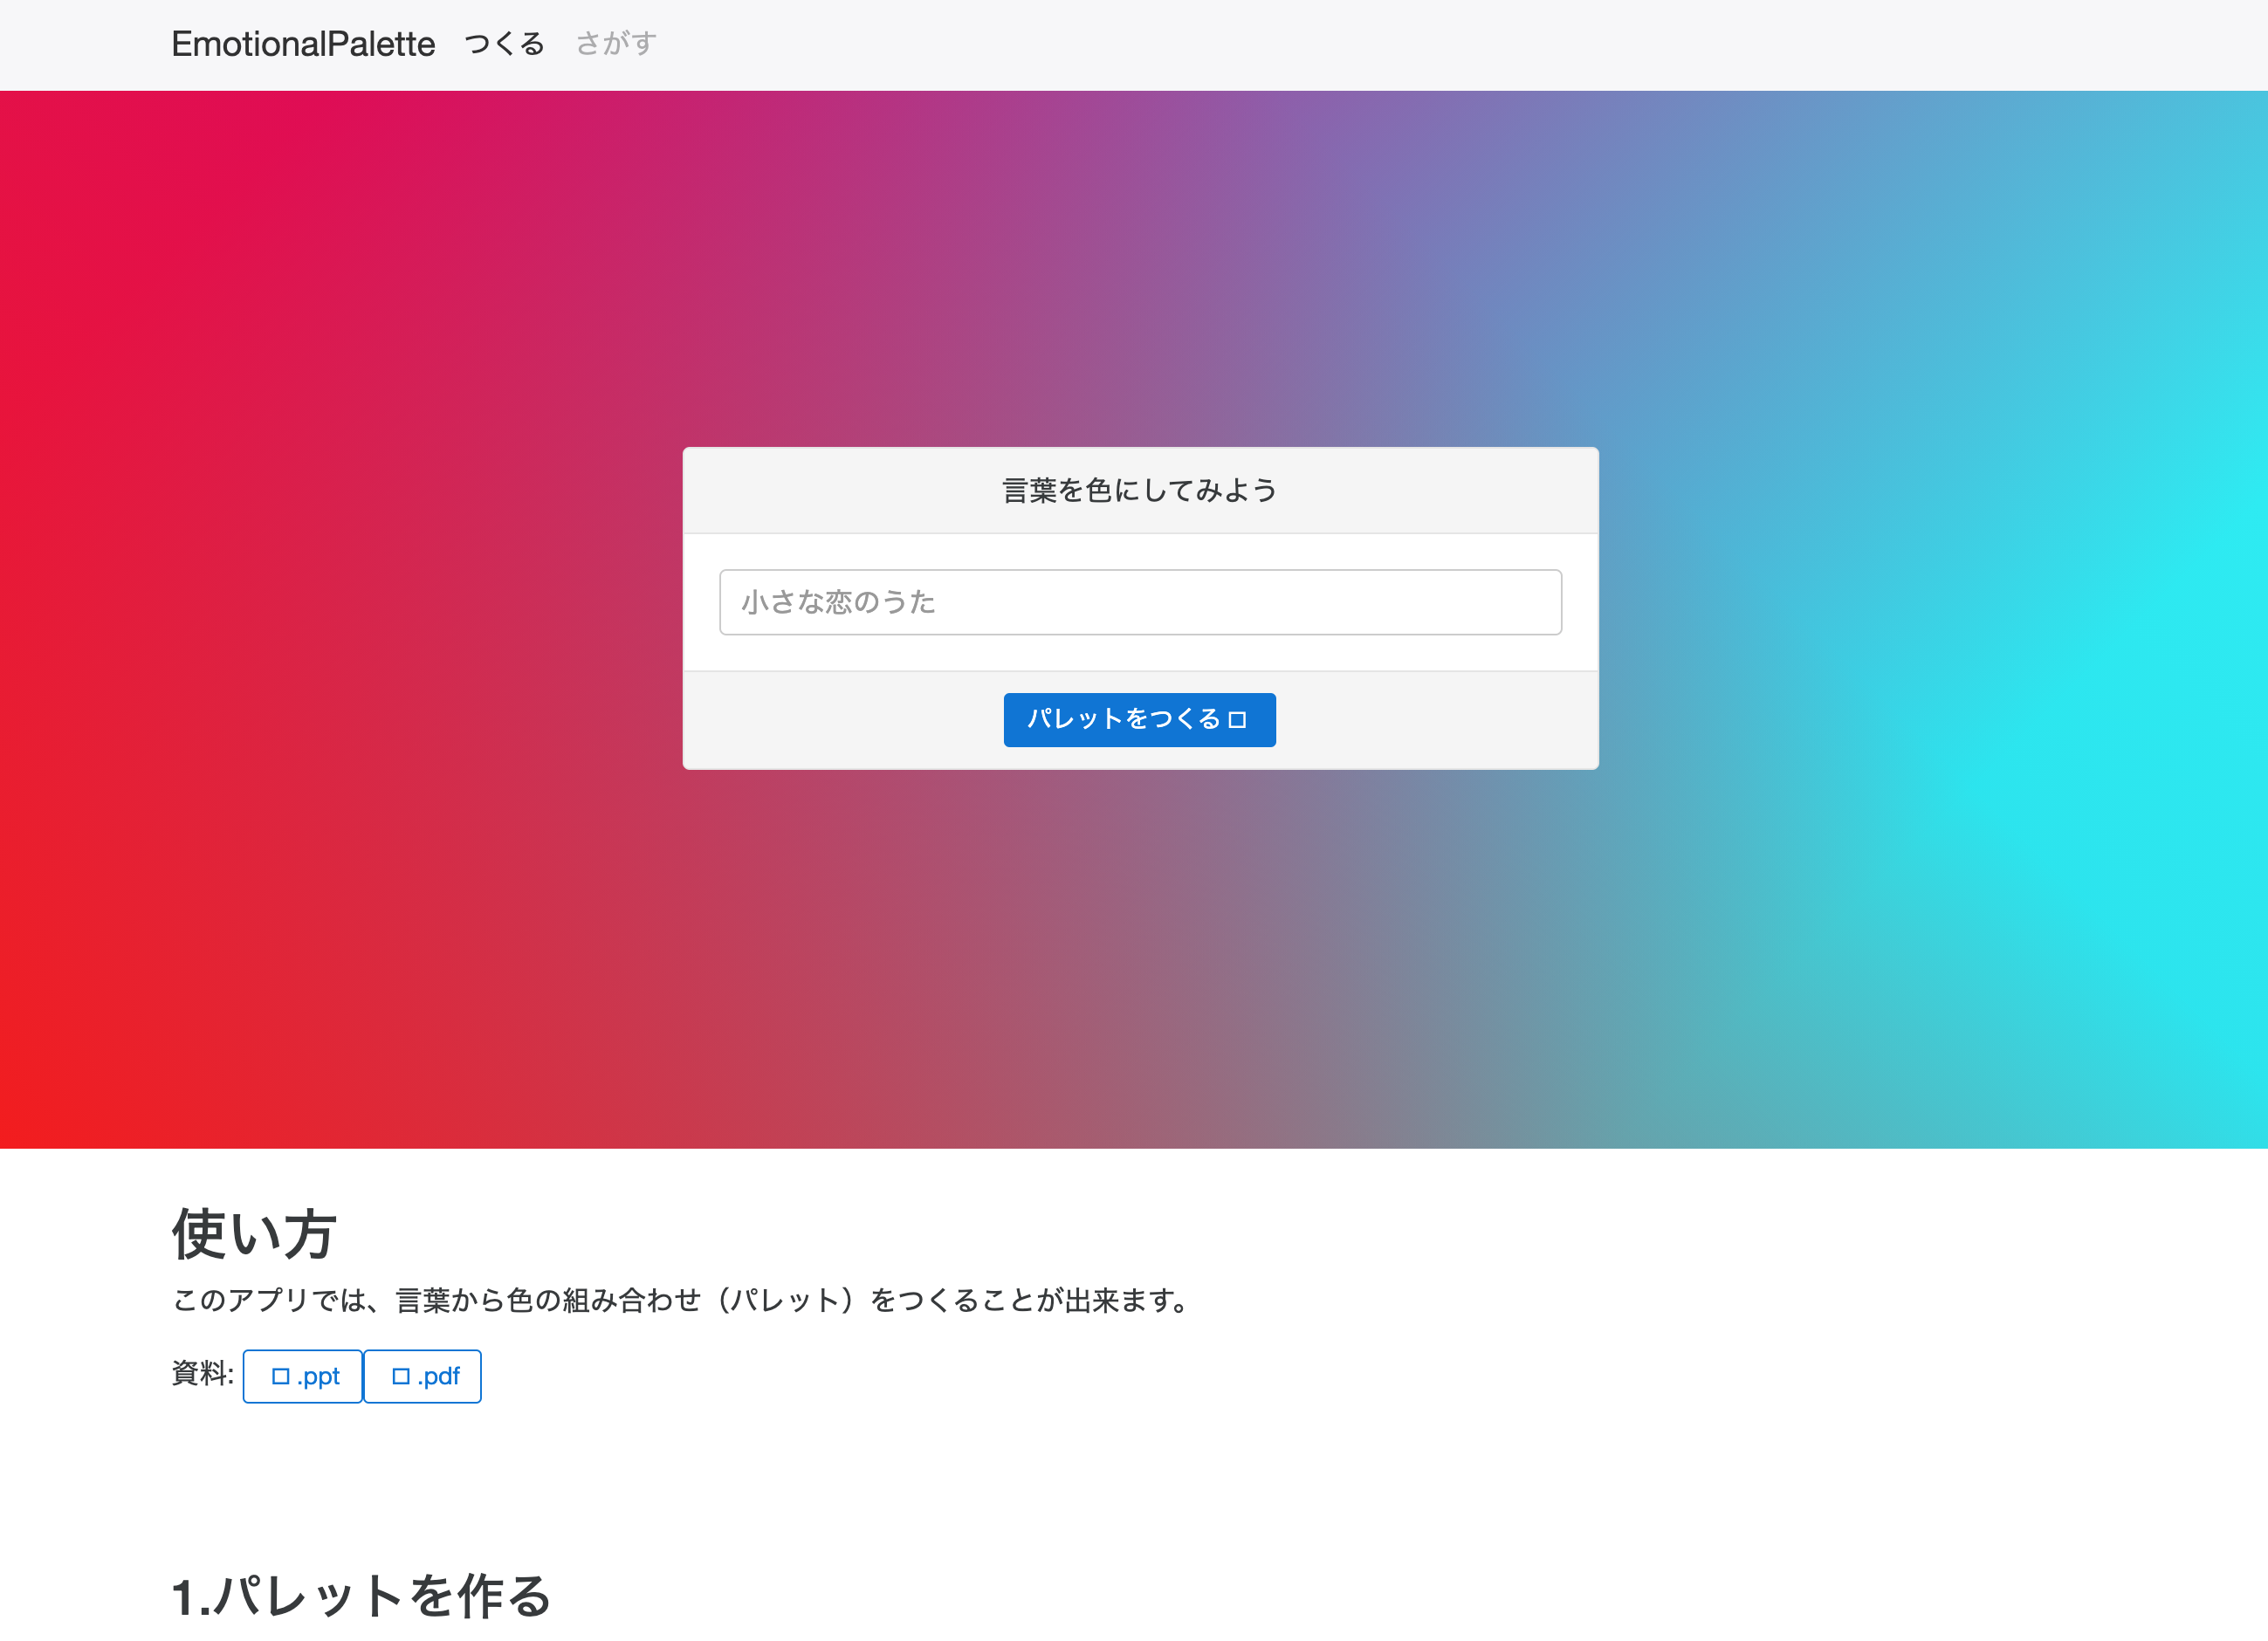 EmotionalPalette つくる さがす
言葉を色にしてみよう
小さな恋のうた
パレットをつくる
使い方
このアプリでは、言葉から色の組み合わせ（パレット）をつくることが出来ます。
資料: .ppt .pdf
1.パレットを作る